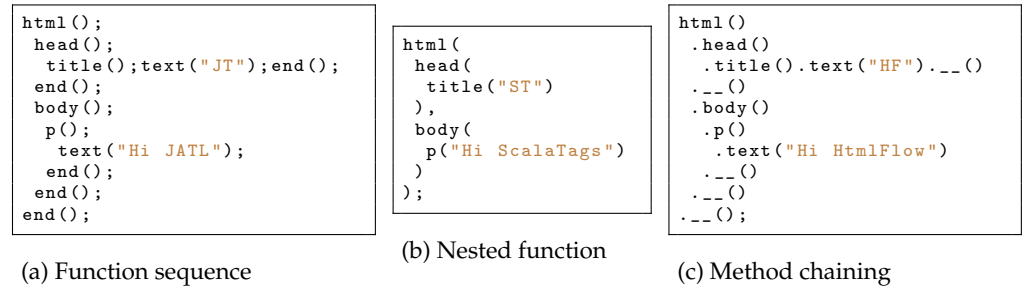 html();
 head();
  title();text("JT");end();
 end();
 body();
  p();
   text("Hi JATL");
  end();
 end();
end();
(a) Function sequence
html(
 head(
  title("ST")
 ),
 body(
  p("Hi ScalaTags")
 )
);
(b) Nested function
html()
 .head()
  .title().text("HF").__()
 .__()
 .body()
  .p()
   .text("Hi HtmlFlow")
  .__()
 .__()
.__();
(c) Method chaining